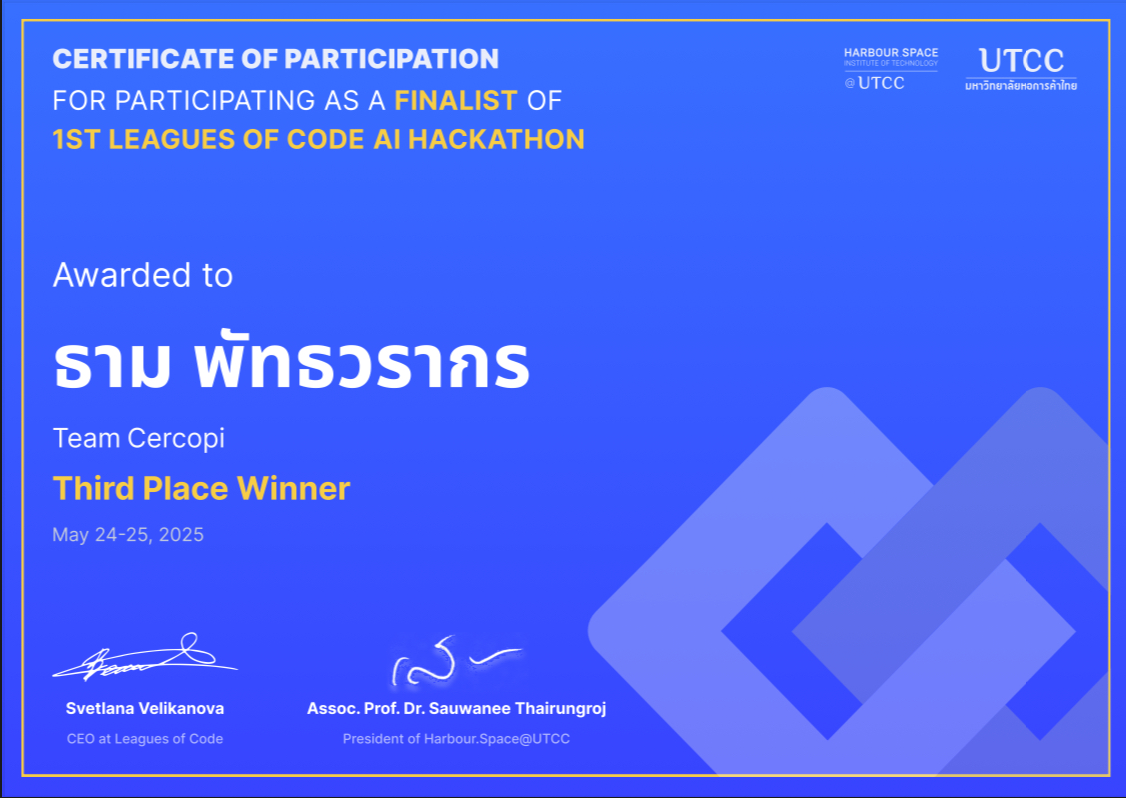 CERTIFICATE OF PARTICIPATION
FOR PARTICIPATING AS A FINALIST OF
1ST LEAGUES OF CODE AI HACKATHON
HARBOUR SPACE
INSTITUTE OF TECHNOLOGY
@ UTCC
UTCC
มหาวิทยาลัยหอการค้าไทย
Awarded to
ธาม พัทธวรากร
Team Cercopi
Third Place Winner
May 24-25, 2025
Svetlana Velikanova
CEO at Leagues of Code
Assoc. Prof. Dr. Sauwanee Thairungroj
President of Harbour.Space@UTCC